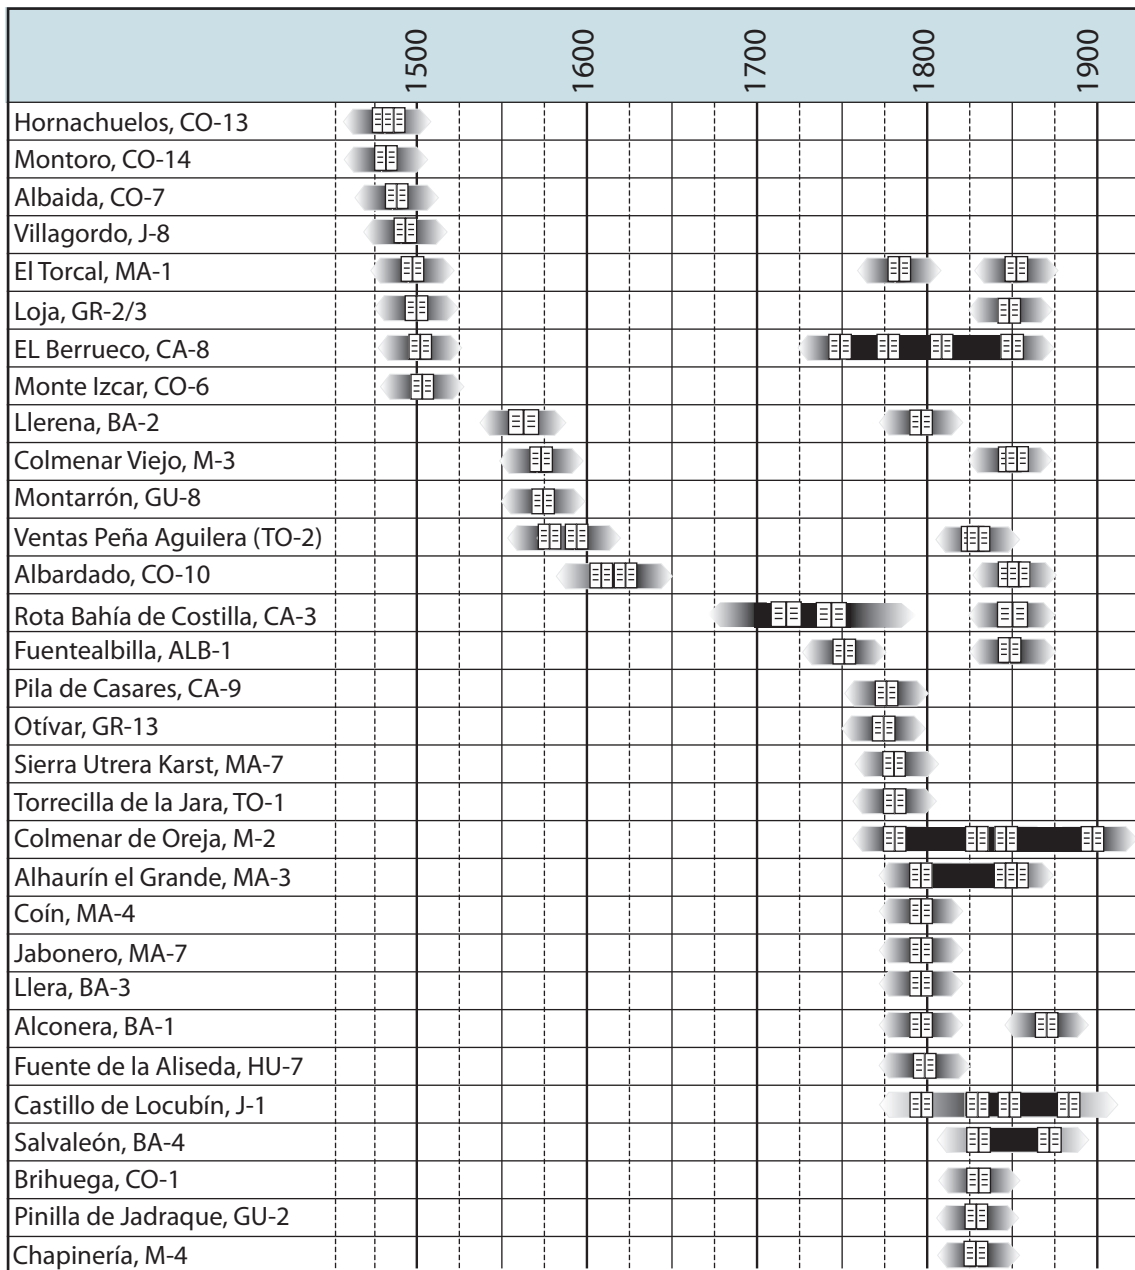 1500 1600 1700 1800 1900
Hornachuelos, CO-13
Montoro, CO-14
Albaida, CO-7
Villagordo, J-8
El Torcal, MA-1
Loja, GR-2/3
EL Berrueco, CA-8
Monte Izcar, CO-6
Llerena, BA-2
Colmenar Viejo, M-3
Montarrón, GU-8
Ventas Peña Aguilera (TO-2)
Albardado, CO-10
Rota Bahía de Costilla, CA-3
Fuentealbilla, ALB-1
Pila de Casares, CA-9
Otívar, GR-13
Sierra Utrera Karst, MA-7
Torrecilla de la Jara, TO-1
Colmenar de Oreja, M-2
Alhaurín el Grande, MA-3
Coín, MA-4
Jabonero, MA-7
Llera, BA-3
Alconera, BA-1
Fuente de la Aliseda, HU-7
Castillo de Locubín, J-1
Salvaleón, BA-4
Brihuega, CO-1
Pinilla de Jadraque, GU-2
Chapinería, M-4